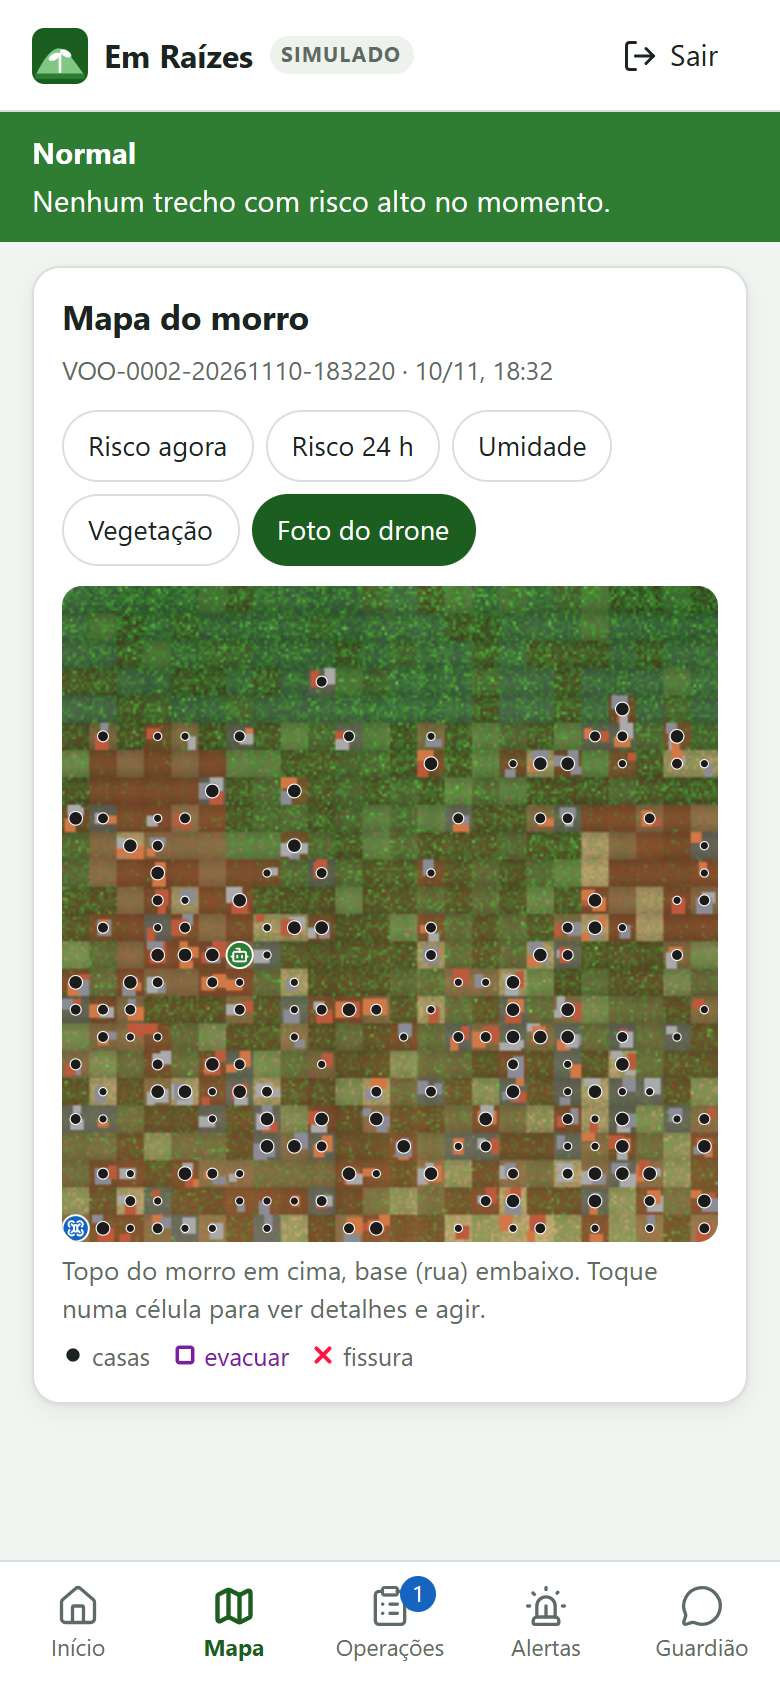 Em Raízes
SIMULADO
Sair
Normal
Nenhum trecho com risco alto no momento.
Mapa do morro
VOO-0002-20261110-183220 · 10/11, 18:32
Risco agora
Risco 24 h
Umidade
Vegetação
Foto do drone
Topo do morro em cima, base (rua) embaixo. Toque
numa célula para ver detalhes e agir.
casas
evacuar
fissura
1
Início
Mapa
Operações
Alertas
Guardião